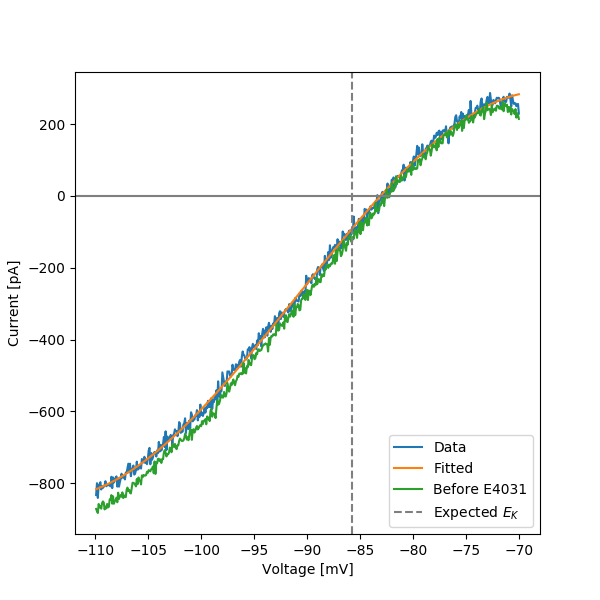 200
0
−200
−400
−600
−800
Current [pA]
−110
−105
−100
−95
−90
−85
−80
−75
−70
Voltage [mV]
Data
Fitted
Before E4031
Expected E_K